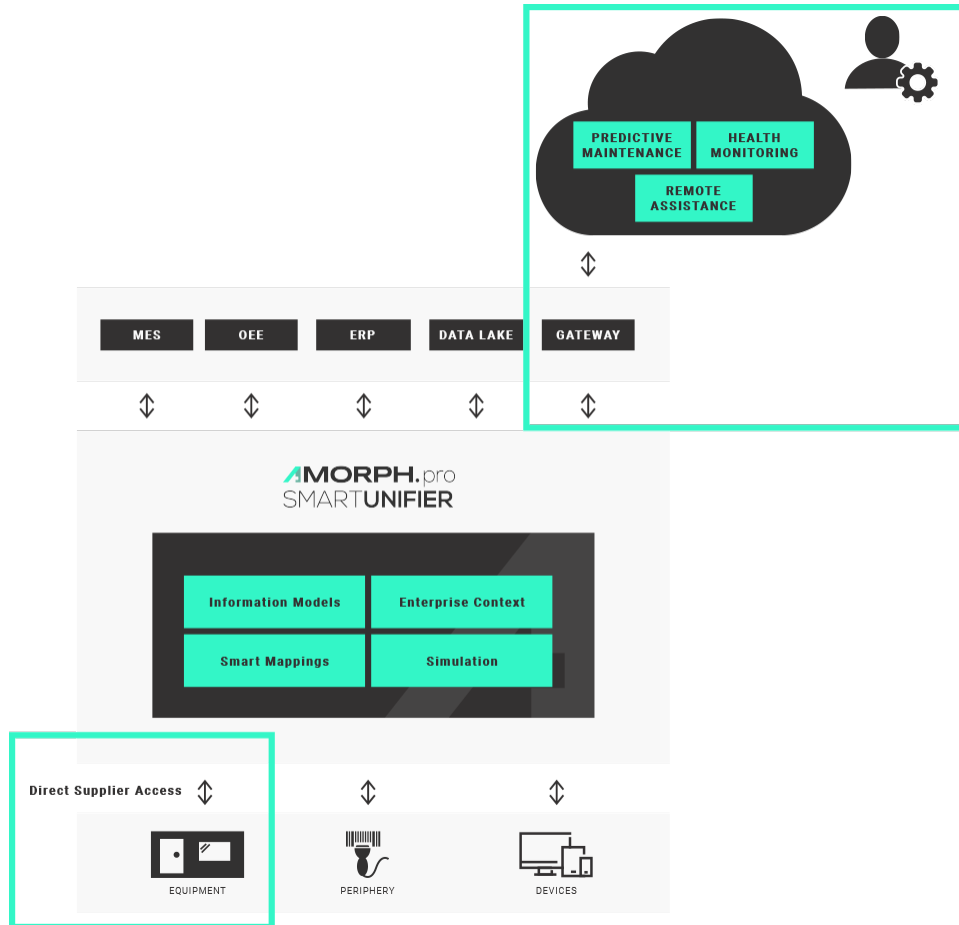 PREDICTIVE
MAINTENANCE
HEALTH
MONITORING
REMOTE
ASSISTANCE
MES
OEE
ERP
DATA LAKE
GATEWAY
AMORPH.pro
SMARTUNIFIER
Information Models
Enterprise Context
Smart Mappings
Simulation
Direct Supplier Access
EQUIPMENT
PERIPHERY
DEVICES